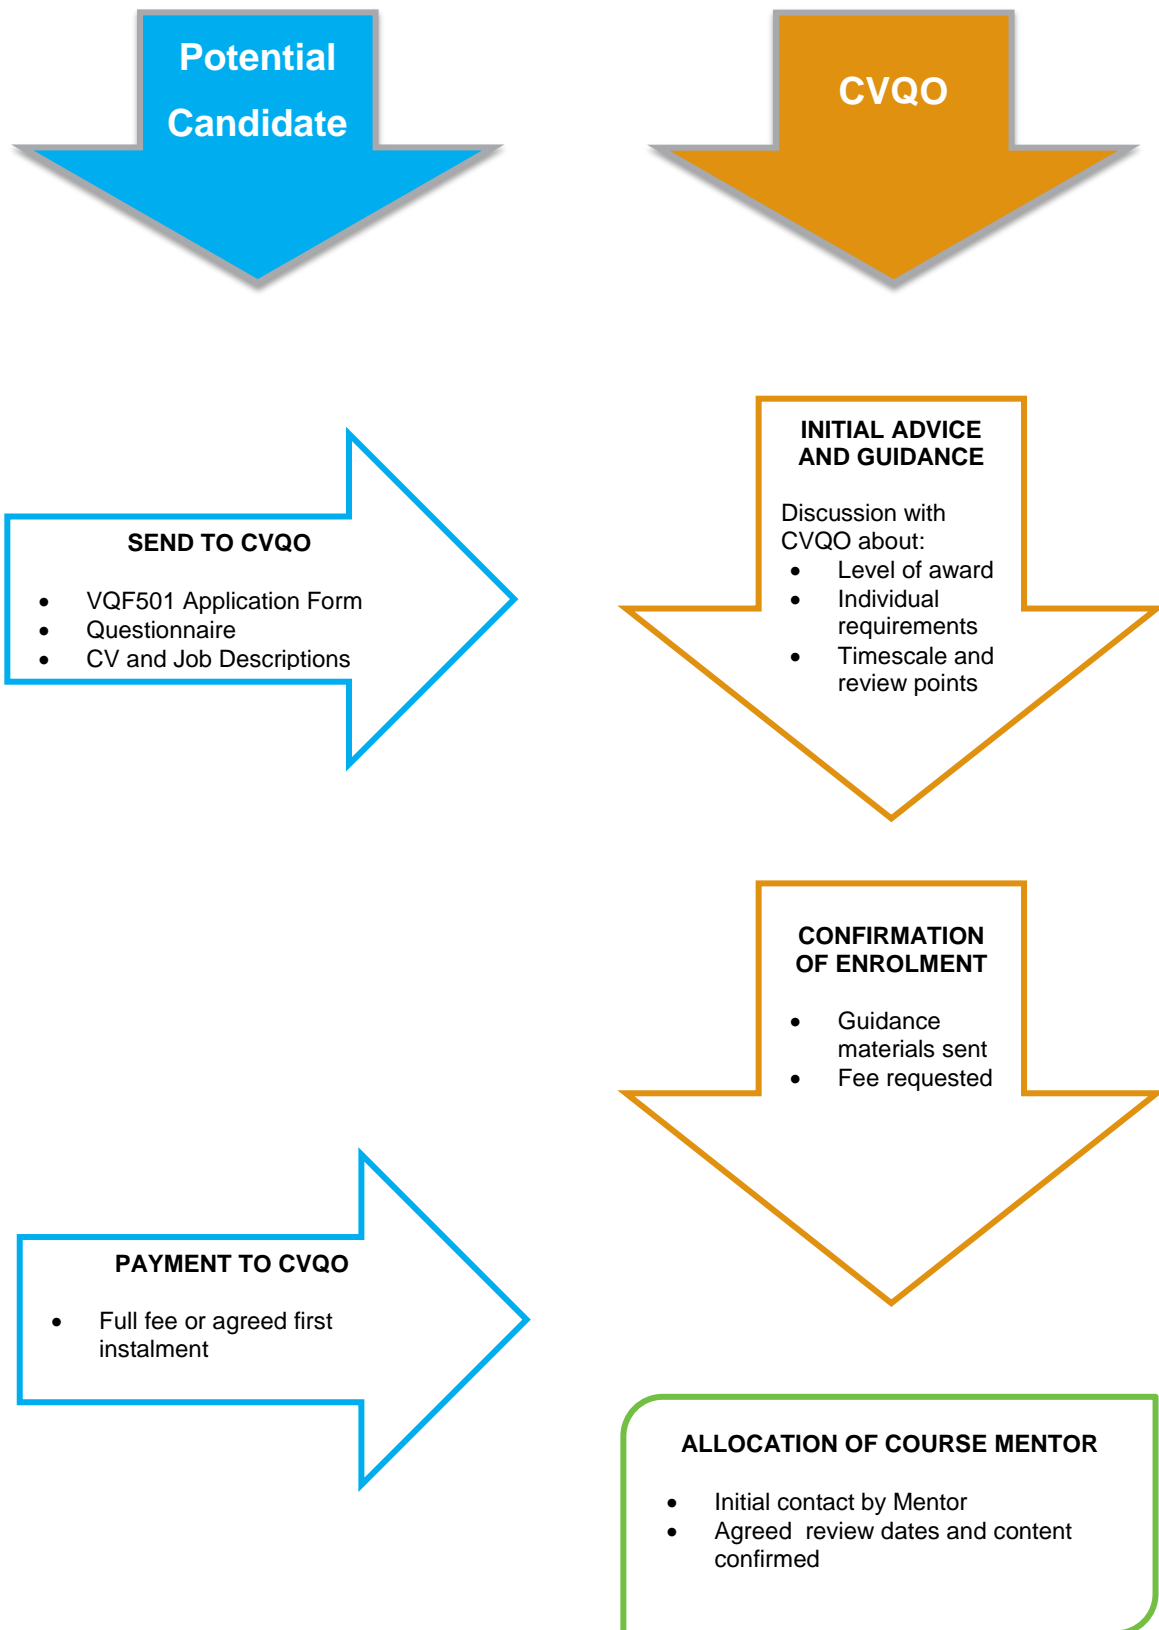 Potential
Candidate
CVQO
SEND TO CVQO
• VQF501 Application Form
• Questionnaire
• CV and Job Descriptions
INITIAL ADVICE
AND GUIDANCE
Discussion with
CVQO about:
• Level of award
• Individual
requirements
• Timescale and
review points
CONFIRMATION
OF ENROLMENT
• Guidance
materials sent
• Fee requested
PAYMENT TO CVQO
• Full fee or agreed first
instalment
ALLOCATION OF COURSE MENTOR
• Initial contact by Mentor
• Agreed  review dates and content
confirmed